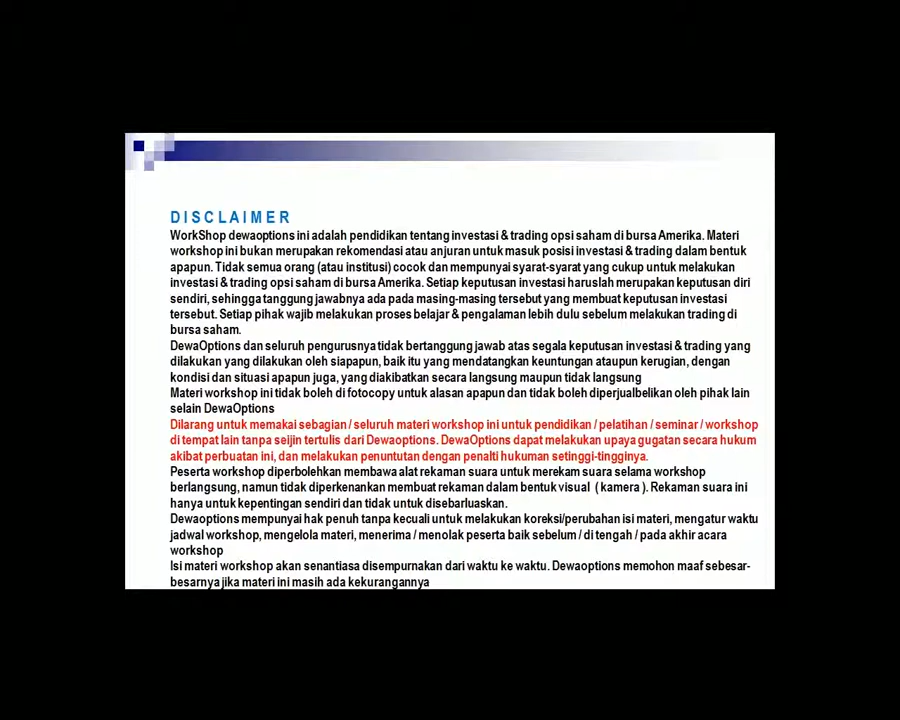 DISCLAIMER
WorkShop dewaoptions ini adalah pendidikan tentang investasi & trading opsi saham di bursa Amerika. Materi
workshop ini bukan merupakan rekomendasi atau anjuran untuk masuk posisi investasi & trading dalam bentuk
apapun. Tidak semua orang (atau institusi) cocok dan mempunyai syarat-syarat yang cukup untuk melakukan
investasi & trading opsi saham di bursa Amerika. Setiap keputusan investasi haruslah merupakan keputusan diri
sendiri, sehingga tanggung jawabnya ada pada masing-masing tersebut yang membuat keputusan investasi
tersebut. Setiap pihak wajib melakukan proses belajar & pengalaman lebih dulu sebelum melakukan trading di
bursa saham.
DewaOptions dan seluruh pengurusnya tidak bertanggung jawab atas segala keputusan investasi & trading yang
dilakukan yang dilakukan oleh siapapun, baik itu yang mendatangkan keuntungan ataupun kerugian, dengan
kondisi dan situasi apapun juga, yang diakibatkan secara langsung maupun tidak langsung
Materi workshop ini tidak boleh di fotocopy untuk alasan apapun dan tidak boleh diperjualbelikan oleh pihak lain
selain DewaOptions
Dilarang untuk memakai sebagian / seluruh materi workshop ini untuk pendidikan / pelatihan / seminar / workshop
di tempat lain tanpa seijin tertulis dari Dewaoptions. DewaOptions dapat melakukan upaya gugatan secara hukum
akibat perbuatan ini, dan melakukan penuntutan dengan penalti hukuman setinggi-tingginya.
Peserta workshop diperbolehkan membawa alat rekaman suara untuk merekam suara selama workshop
berlangsung, namun tidak diperkenankan membuat rekaman dalam bentuk visual ( kamera ). Rekaman suara ini
hanya untuk kepentingan sendiri dan tidak untuk disebarluaskan.
Dewaoptions mempunyai hak penuh tanpa kecuali untuk melakukan koreksi/perubahan isi materi, mengatur waktu
jadwal workshop, mengelola materi, menerima / menolak peserta baik sebelum / di tengah / pada akhir acara
workshop
Isi materi workshop akan senantiasa disempurnakan dari waktu ke waktu. Dewaoptions memohon maaf sebesar-
besarnya jika materi ini masih ada kekurangannya